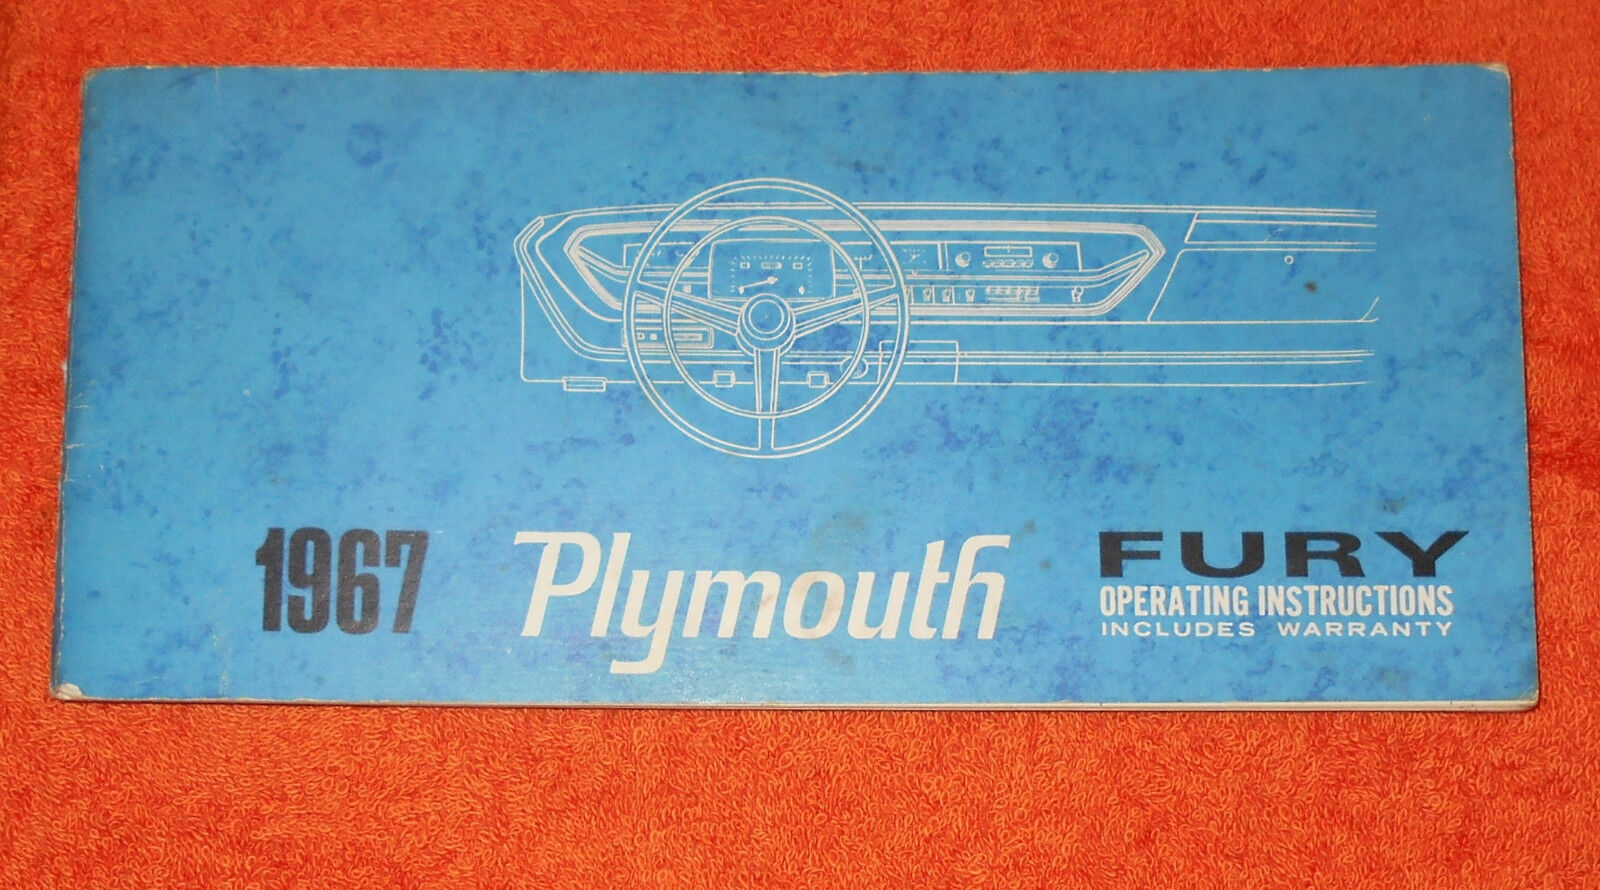 1967
Plymouth
FURY
OPERATING INSTRUCTIONS
INCLUDES WARRANTY